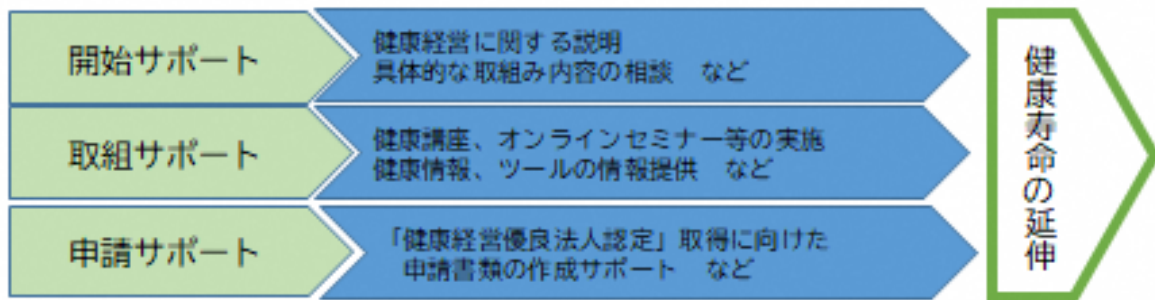 開始サポート
健康経営に関する説明
具体的な取組み内容の相談　など
取組サポート
健康講座、オンラインセミナー等の実施
健康情報、ツールの情報提供　など
申請サポート
「健康経営優良法人認定」取得に向けた
申請書類の作成サポート　など
健康寿命の延伸